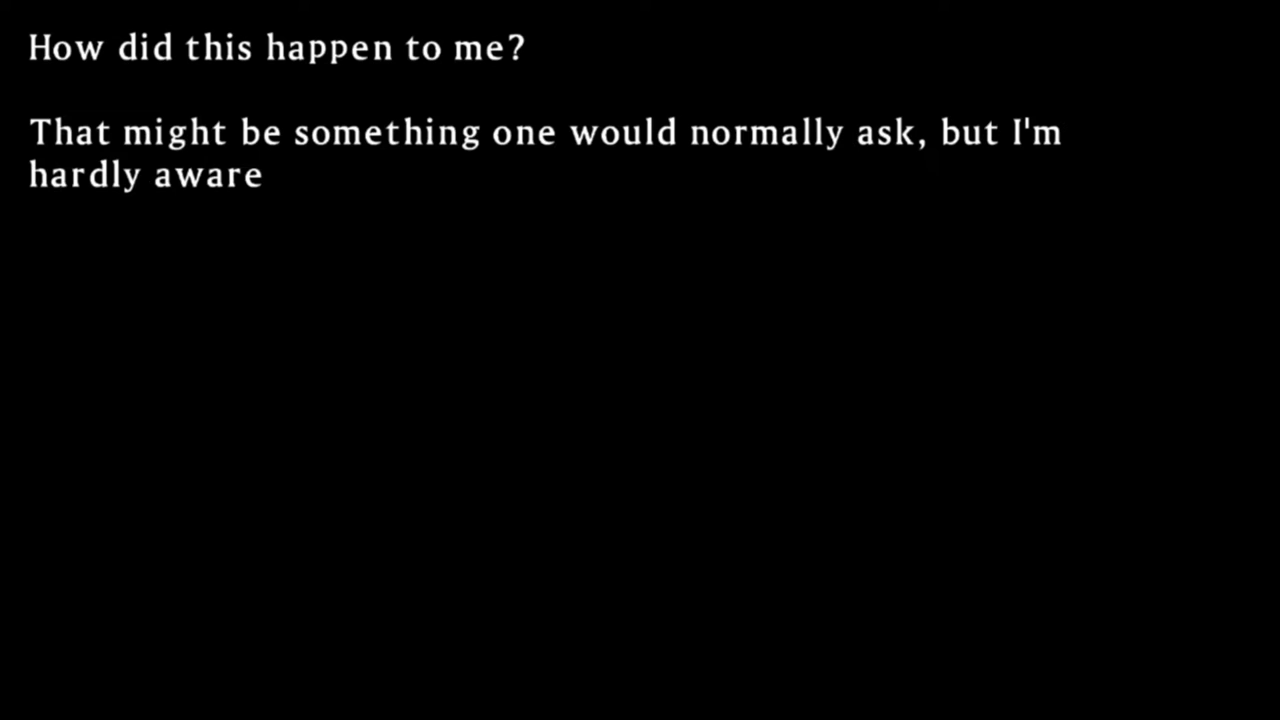 How did this happen to me?
That might be something one would normally ask, but I'm
hardly aware